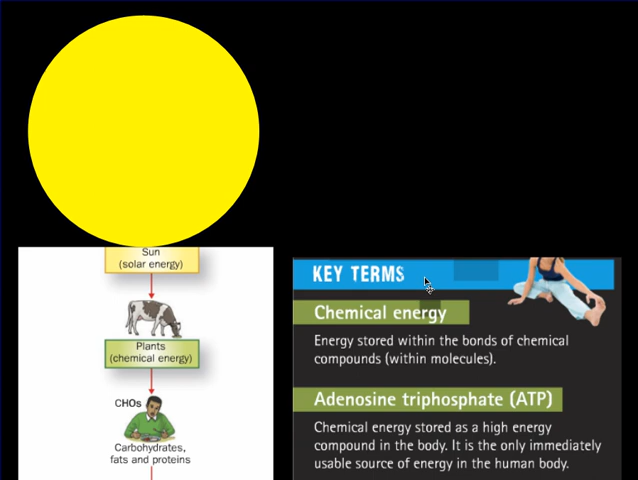 Sun
(solar energy)
Plants
(chemical energy)
CHOs
Carbohydrates,
fats and proteins
KEY TERMS
Chemical energy
Energy stored within the bonds of chemical
compounds (within molecules).
Adenosine triphosphate (ATP)
Chemical energy stored as a high energy
compound in the body. It is the only immediately
usable source of energy in the human body.